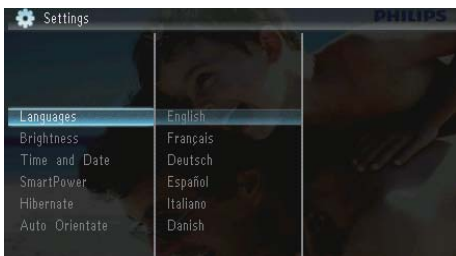 Settings
PHILIPS
Languages
English
Brightness
Français
Time and Date
Deutsch
SmartPower
Español
Hibernate
Italiano
Auto Orientate
Danish